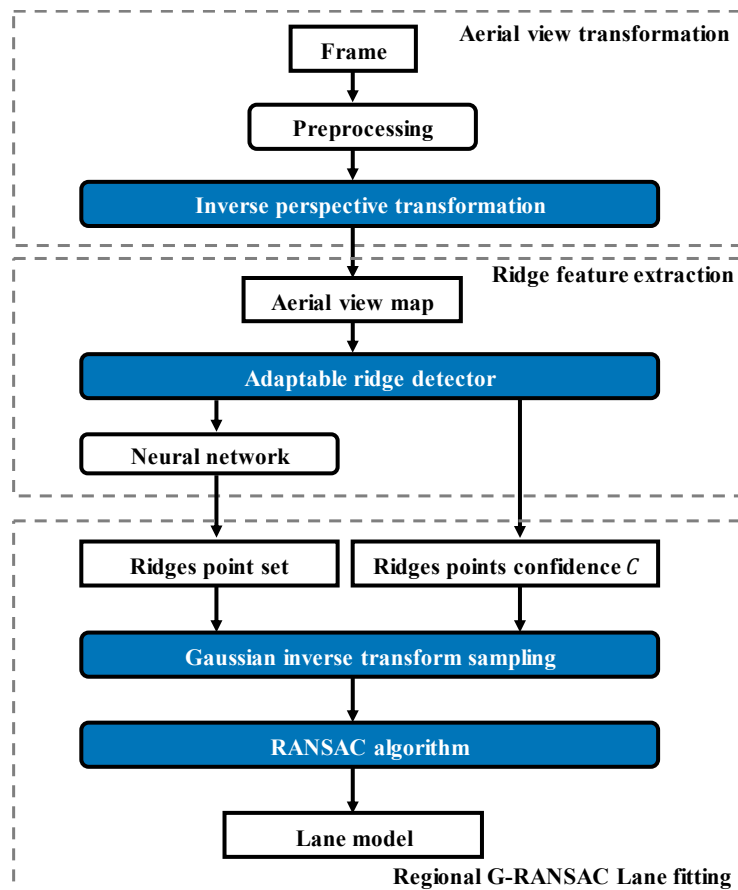 Aerial view transformation
Frame
Preprocessing
Inverse perspective transformation
Ridge feature extraction
Aerial view map
Adaptable ridge detector
Neural network
Ridges point set
Ridges points confidence C
Gaussian inverse transform sampling
RANSAC algorithm
Lane model
Regional G-RANSAC Lane fitting